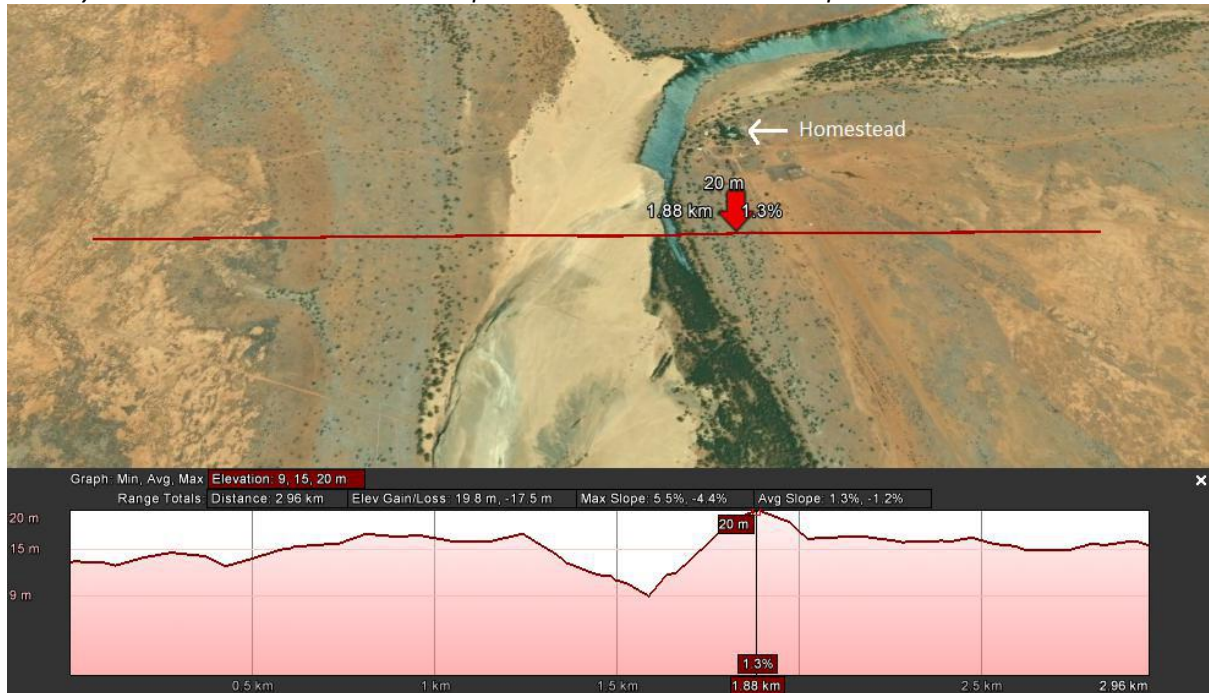 ← Homestead
20 m
1.88 km 1.3%
Graph: Min, Avg, Max Elevation: 9, 15, 20 m
Range Totals: Distance: 2.96 km Elev Gain/Loss: 19.8 m, -17.5 m Max Slope: 5.5%, -4.4% Avg Slope: 1.3%, -1.2%
20 m
20 m
15 m
9 m
1.3%
0.5 km 1 km 1.5 km 1.88 km 2.5 km 2.96 km